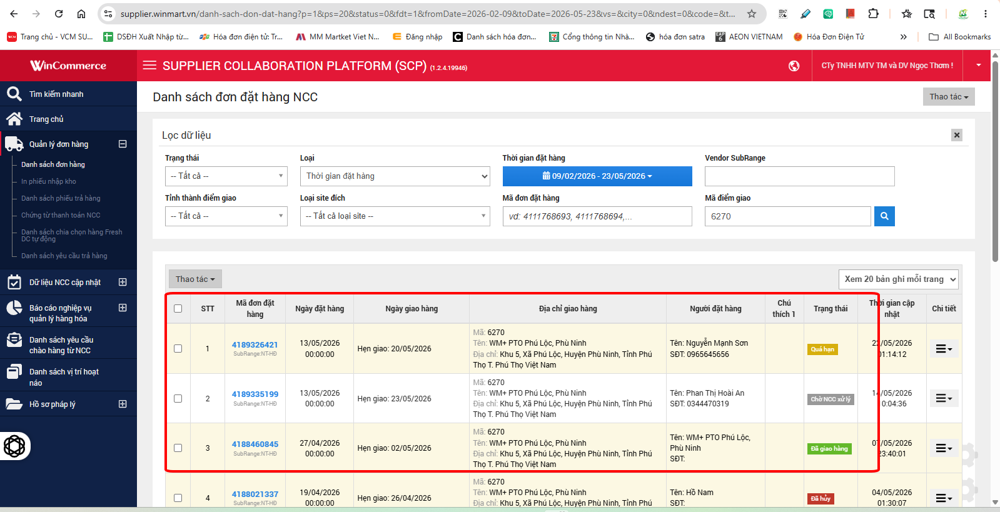 supplier.winmart.vn/danh-sach-don-dat-hang?p=1&ps=20&status=0&fdt=1&fromDate=2026-02-09&toDate=2026-05-23&vs=&city=0&ndest=0&code=&t...
Trang chủ - VCM SU...
DSĐH Xuất Nhập từ...
Hóa đơn điện tử: Tr...
MM Martket Viet N...
Đăng nhập
Danh sách hóa đơn...
Cổng thông tin Nhà...
hóa đơn satra
AEON VIETNAM
Hóa Đơn Điện Tử
All Bookmarks
WinCommerce
SUPPLIER COLLABORATION PLATFORM (SCP) (1.2.4.19946)
CTy TNHH MTV TM và DV Ngọc Thơm !
Tìm kiếm nhanh
Trang chủ
Quản lý đơn hàng
Danh sách đơn hàng
In phiếu nhập kho
Danh sách phiếu trả hàng
Chứng từ thanh toán NCC
Danh sách chia chọn hàng Fresh
DC tự động
Danh sách yêu cầu trả hàng
Dữ liệu NCC cập nhật
Báo cáo nghiệp vụ
quản lý hàng hóa
Danh sách yêu cầu
chào hàng từ NCC
Danh sách vị trí hoạt
náo
Hồ sơ pháp lý
Danh sách đơn đặt hàng NCC
Thao tác
Lọc dữ liệu
Trạng thái
Loại
Thời gian đặt hàng
Vendor SubRange
-- Tất cả --
Thời gian đặt hàng
09/02/2026 - 23/05/2026
Tỉnh thành điểm giao
Loại site đích
Mã đơn đặt hàng
Mã điểm giao
-- Tất cả --
-- Tất cả loại site --
vd: 4111768693, 4111768694,...
6270
Thao tác
Xem 20 bản ghi mỗi trang
STT
Mã đơn đặt
hàng
Ngày đặt hàng
Ngày giao hàng
Địa chỉ giao hàng
Người đặt hàng
Chú
thích 1
Trạng thái
Thời gian cập
nhật
Chi tiết
1
4189326421
SubRange:NT-HĐ
13/05/2026
00:00:00
Hẹn giao: 20/05/2026
Mã: 6270
Tên: WM+ PTO Phú Lộc, Phù Ninh
Địa chỉ: Khu 5, Xã Phú Lộc, Huyện Phù Ninh, Tỉnh Phú
Thọ T. Phú Thọ Việt Nam
Tên: Nguyễn Mạnh Sơn
SĐT: 0965645656
Quá hạn
22/05/2026
01:14:12
2
4189335199
SubRange:NT-HĐ
13/05/2026
00:00:00
Hẹn giao: 23/05/2026
Mã: 6270
Tên: WM+ PTO Phú Lộc, Phù Ninh
Địa chỉ: Khu 5, Xã Phú Lộc, Huyện Phù Ninh, Tỉnh Phú
Thọ T. Phú Thọ Việt Nam
Tên: Phan Thị Hoài An
SĐT: 0344470319
Chờ NCC xử lý
14/05/2026
10:04:36
3
4188460845
SubRange:NT-HĐ
27/04/2026
00:00:00
Hẹn giao: 02/05/2026
Mã: 6270
Tên: WM+ PTO Phú Lộc, Phù Ninh
Địa chỉ: Khu 5, Xã Phú Lộc, Huyện Phù Ninh, Tỉnh Phú
Thọ T. Phú Thọ Việt Nam
Tên: WM+ PTO Phú Lộc,
Phù Ninh
SĐT:
Đã giao hàng
07/05/2026
23:40:01
4
4188021337
SubRange:NT-HĐ
19/04/2026
00:00:00
Hẹn giao: 26/04/2026
Mã: 6270
Tên: WM+ PTO Phú Lộc, Phù Ninh
Địa chỉ: Khu 5, Xã Phú Lộc, Huyện Phù Ninh, Tỉnh Phú
Tên: Hồ Nam
SĐT:
Đã hủy
04/05/2026
01:30:07